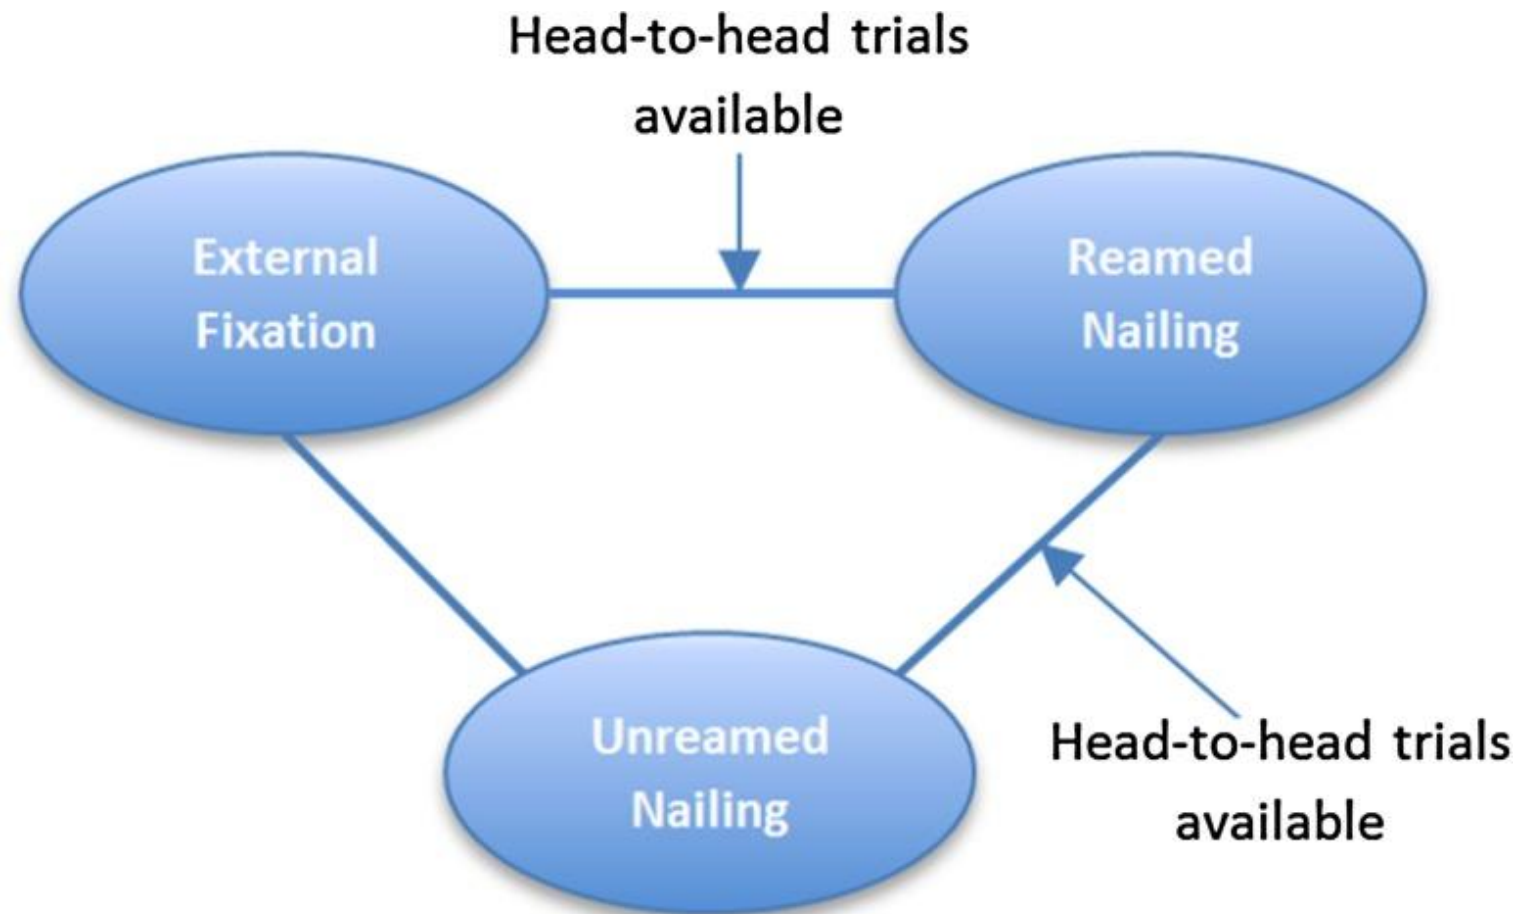 Head-to-head trials
available
External
Fixation
Reamed
Nailing
Unreamed
Nailing
Head-to-head trials
available